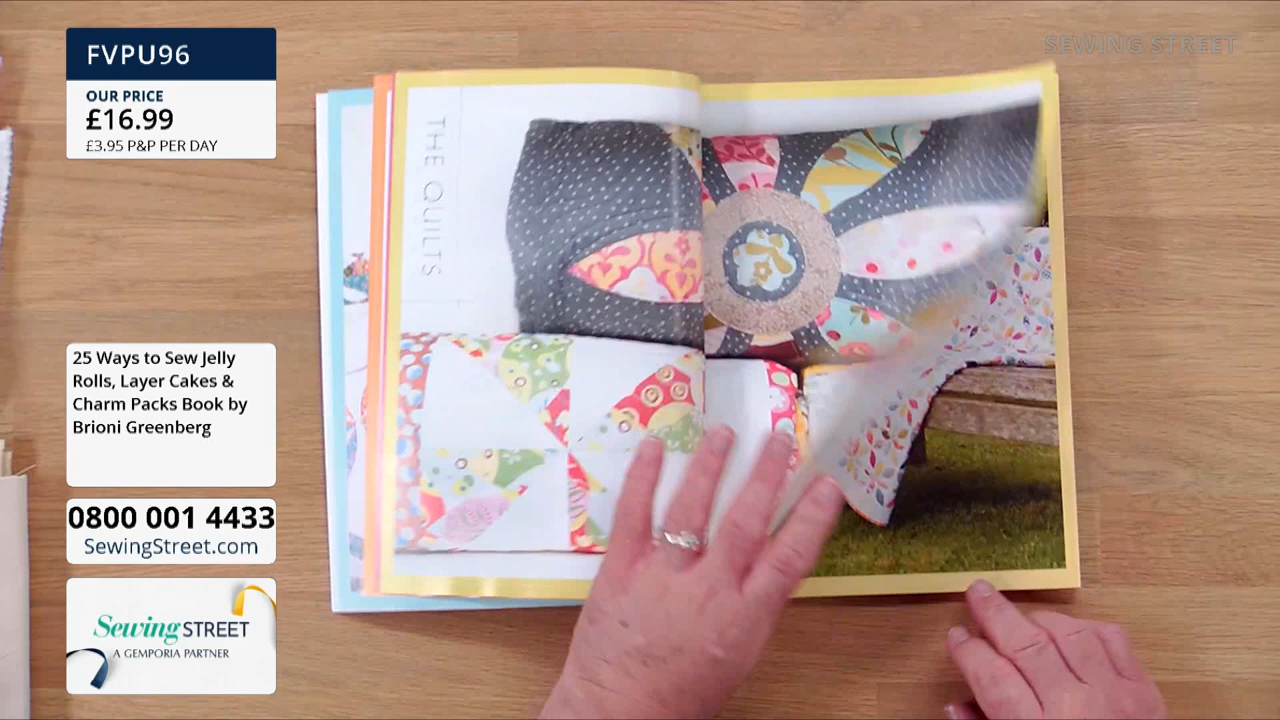 FVPU96
OUR PRICE
£16.99
£3.95 P&P PER DAY
25 Ways to Sew Jelly
Rolls, Layer Cakes &
Charm Packs Book by
Brioni Greenberg
0800 001 4433
SewingStreet.com
Sewing STREET
A GEMPORIA PARTNER
SEWING STREET
THE QUILTS